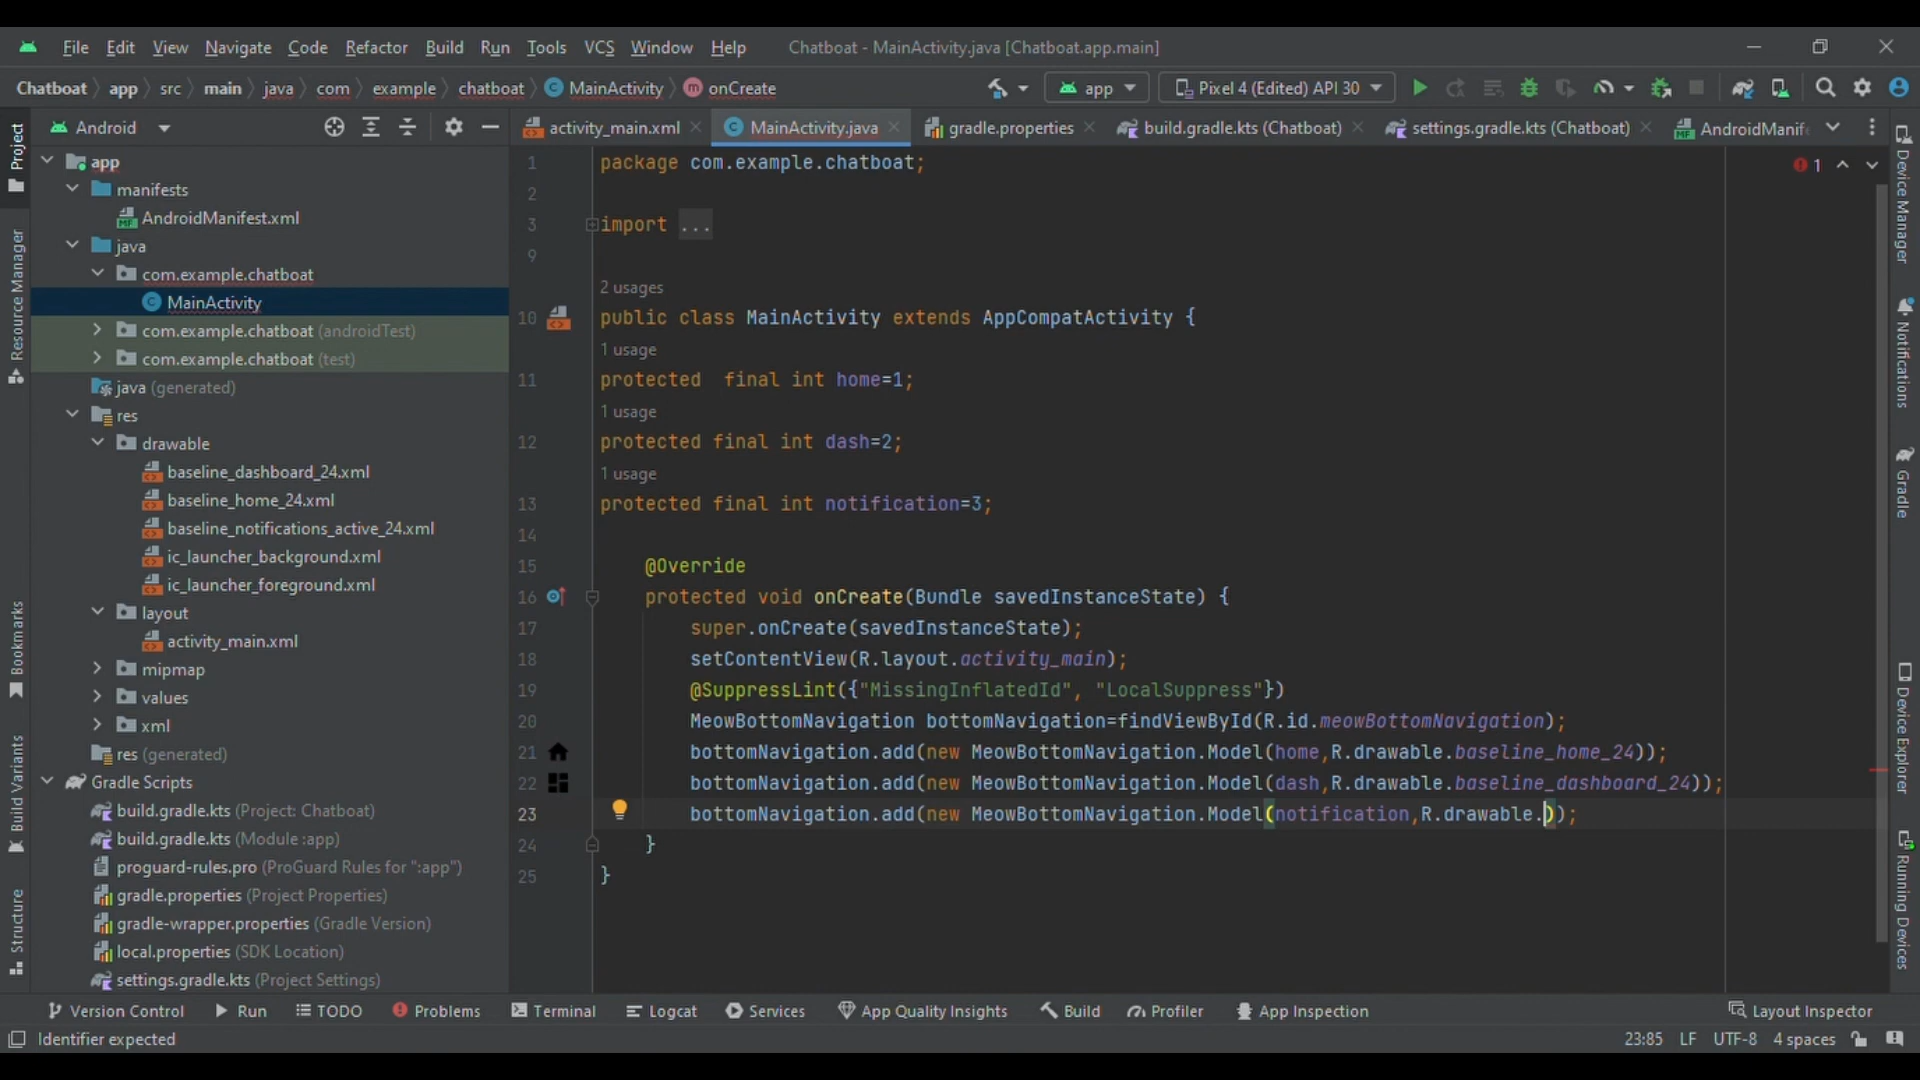 File Edit View Navigate Code Refactor Build Run Tools VCS Window Help Chatboat - MainActivity.java [Chatboat.app.main]
Chatboat app src main java com example chatboat MainActivity onCreate app Pixel 4 (Edited) API 30
Android
activity_main.xml MainActivity.java gradle.properties build.gradle.kts (Chatboat) settings.gradle.kts (Chatboat) AndroidManif
Project
Resource Manager
Bookmarks
Build Variants
Structure
app
manifests
AndroidManifest.xml
java
com.example.chatboat
MainActivity
com.example.chatboat (androidTest)
com.example.chatboat (test)
java (generated)
res
drawable
baseline_dashboard_24.xml
baseline_home_24.xml
baseline_notifications_active_24.xml
ic_launcher_background.xml
ic_launcher_foreground.xml
layout
activity_main.xml
mipmap
values
xml
res (generated)
Gradle Scripts
build.gradle.kts (Project: Chatboat)
build.gradle.kts (Module :app)
proguard-rules.pro (ProGuard Rules for ":app")
gradle.properties (Project Properties)
gradle-wrapper.properties (Gradle Version)
local.properties (SDK Location)
settings.gradle.kts (Project Settings)
1 package com.example.chatboat;
2
3 import ...
9
2 usages
10 public class MainActivity extends AppCompatActivity {
1 usage
11 protected  final int home=1;
1 usage
12 protected final int dash=2;
1 usage
13 protected final int notification=3;
14
15 @Override
16 protected void onCreate(Bundle savedInstanceState) {
17 super.onCreate(savedInstanceState);
18 setContentView(R.layout.activity_main);
19 @SuppressLint({"MissingInflatedId", "LocalSuppress"})
20 MeowBottomNavigation bottomNavigation=findViewById(R.id.meowBottomNavigation);
21 bottomNavigation.add(new MeowBottomNavigation.Model(home,R.drawable.baseline_home_24));
22 bottomNavigation.add(new MeowBottomNavigation.Model(dash,R.drawable.baseline_dashboard_24));
23 bottomNavigation.add(new MeowBottomNavigation.Model(notification,R.drawable.));
24 }
25 }
1
Device Manager
Notifications
Gradle
Device Explorer
Running Devices
Version Control Run TODO Problems Terminal Logcat Services App Quality Insights Build Profiler App Inspection Layout Inspector
Identifier expected 23:85 LF UTF-8 4 spaces